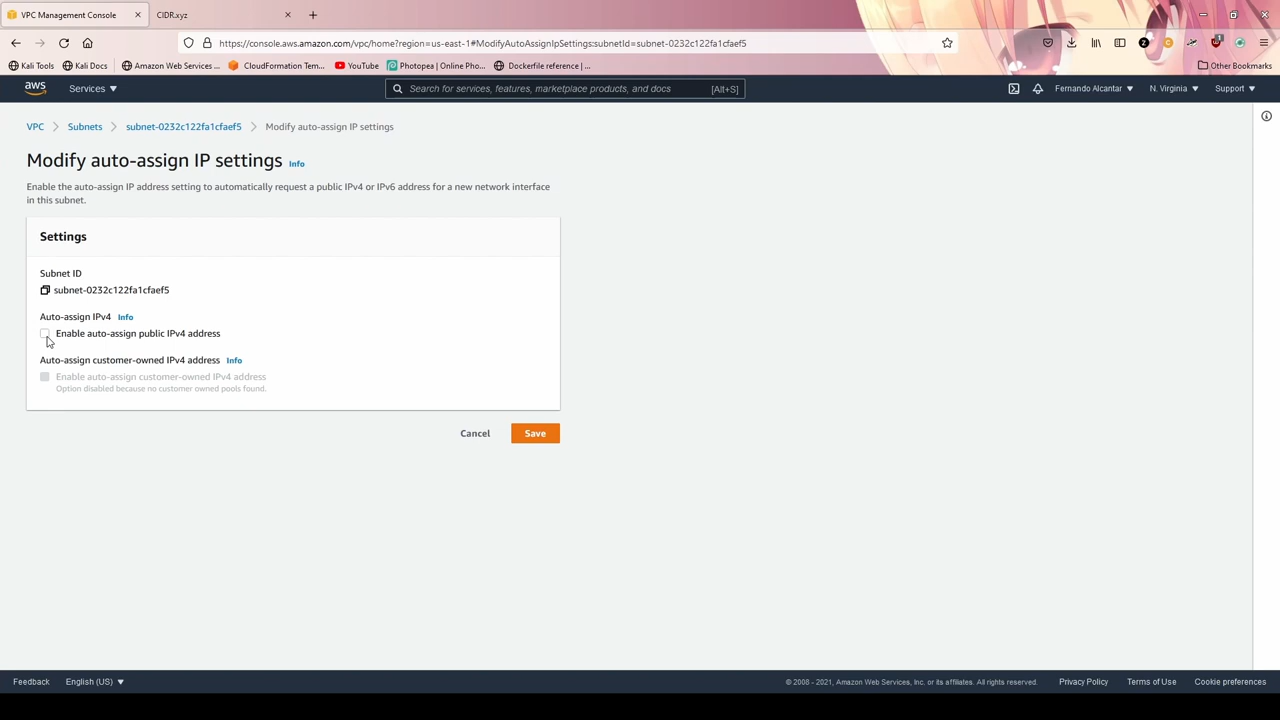 VPC Management Console
CIDR.xyz
https://console.aws.amazon.com/vpc/home?region=us-east-1#ModifyAutoAssignIpSettings:subnetId=subnet-0232c122fa1cfaef5
Kali Tools
Kali Docs
Amazon Web Services ...
CloudFormation Tem...
YouTube
Photopea | Online Pho...
Dockerfile reference | ...
Other Bookmarks
aws
Services
Search for services, features, marketplace products, and docs
[Alt+S]
Fernando Alcantar
N. Virginia
Support
VPC
Subnets
subnet-0232c122fa1cfaef5
Modify auto-assign IP settings
Modify auto-assign IP settings Info
Enable the auto-assign IP address setting to automatically request a public IPv4 or IPv6 address for a new network interface
in this subnet.
Settings
Subnet ID
subnet-0232c122fa1cfaef5
Auto-assign IPv4 Info
Enable auto-assign public IPv4 address
Auto-assign customer-owned IPv4 address Info
Enable auto-assign customer-owned IPv4 address
Option disabled because no customer owned pools found.
Cancel
Save
Feedback
English (US)
© 2008 - 2021, Amazon Web Services, Inc. or its affiliates. All rights reserved.
Privacy Policy
Terms of Use
Cookie preferences